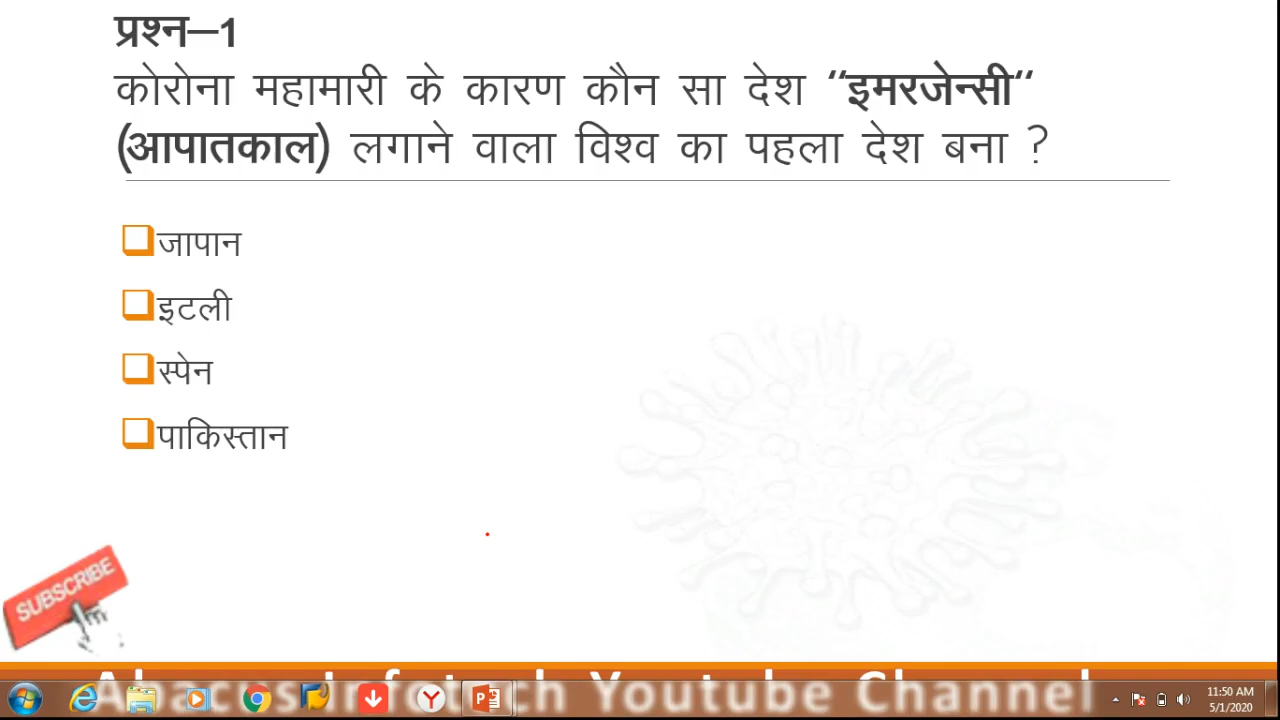 प्रश्न–1
कोरोना महामारी के कारण कौन सा देश “इमरजेन्सी“
(आपातकाल) लगाने वाला विश्व का पहला देश बना ?
जापान
इटली
स्पेन
पाकिस्तान
SUBSCRIBE
Youtube Channel
11:50 AM
5/1/2020